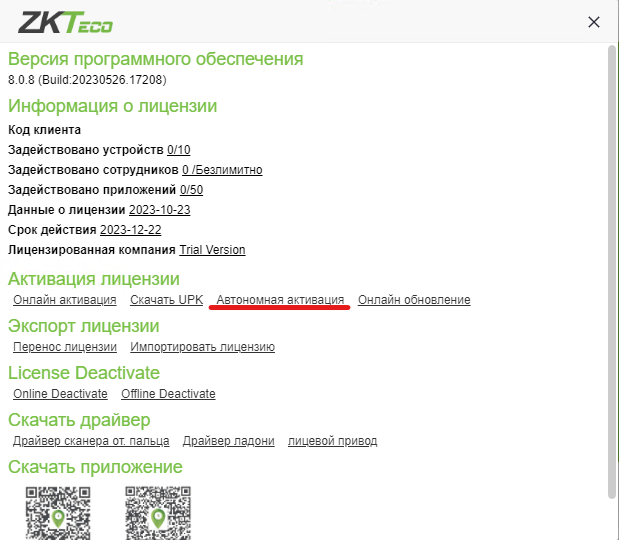 ZKTECO
Версия программного обеспечения
8.0.8 (Build:20230526.17208)
Информация о лицензии
Код клиента
Задействовано устройств 0/10
Задействовано сотрудников 0 /Безлимитно
Задействовано приложений 0/50
Данные о лицензии 2023-10-23
Срок действия 2023-12-22
Лицензированная компания Trial Version
Активация лицензии
Онлайн активация Скачать UPK Автономная активация Онлайн обновление
Экспорт лицензии
Перенос лицензии Импортировать лицензию
License Deactivate
Online Deactivate Offline Deactivate
Скачать драйвер
Драйвер сканера от. пальца Драйвер ладони лицевой привод
Скачать приложение